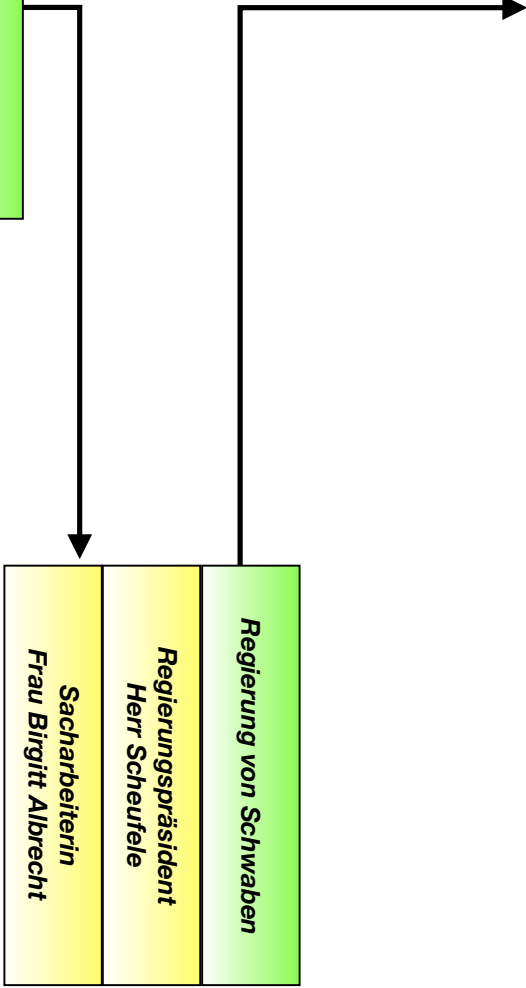 Regierung von Schwaben
Regierungspräsident
Herr Scheufele
Sacharbeiterin
Frau Birgitt Albrecht